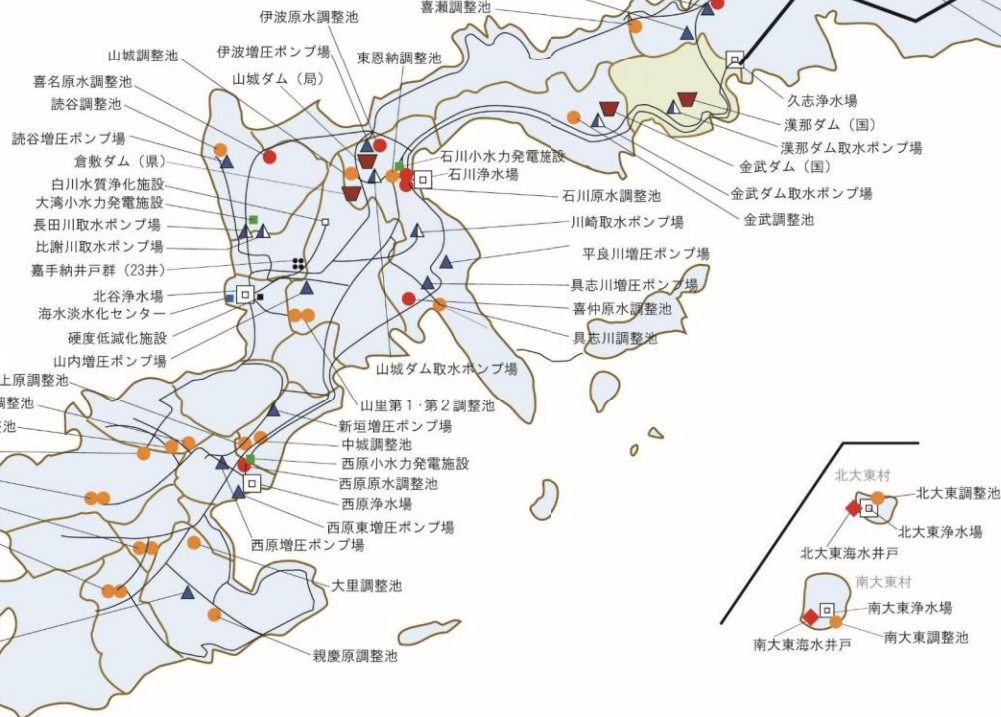 伊波原水調整池
喜瀬調整池
山城調整池
伊波増圧ポンプ場
東恩納調整池
喜名原水調整池
山城ダム（局）
読谷調整池
久志浄水場
漢那ダム（国）
読谷増圧ポンプ場
漢那ダム取水ポンプ場
倉敷ダム（県）
石川小水力発電施設
金武ダム（国）
白川水質浄化施設
石川浄水場
大湾小水力発電施設
石川原水調整池
金武ダム取水ポンプ場
長田川取水ポンプ場
川崎取水ポンプ場
金武調整池
比謝川取水ポンプ場
平良川増圧ポンプ場
嘉手納井戸群（23井）
具志川増圧ポンプ場
北谷浄水場
喜仲原水調整池
海水淡水化センター
硬度低減化施設
具志川調整池
山内増圧ポンプ場
山城ダム取水ポンプ場
上原調整池
調整池
山里第１・第２調整池
新垣増圧ポンプ場
中城調整池
西原小水力発電施設
北大東村
西原原水調整池
北大東調整池
西原浄水場
西原東増圧ポンプ場
北大東浄水場
西原増圧ポンプ場
北大東海水井戸
大里調整池
南大東村
南大東浄水場
南大東調整池
南大東海水井戸
親慶原調整池